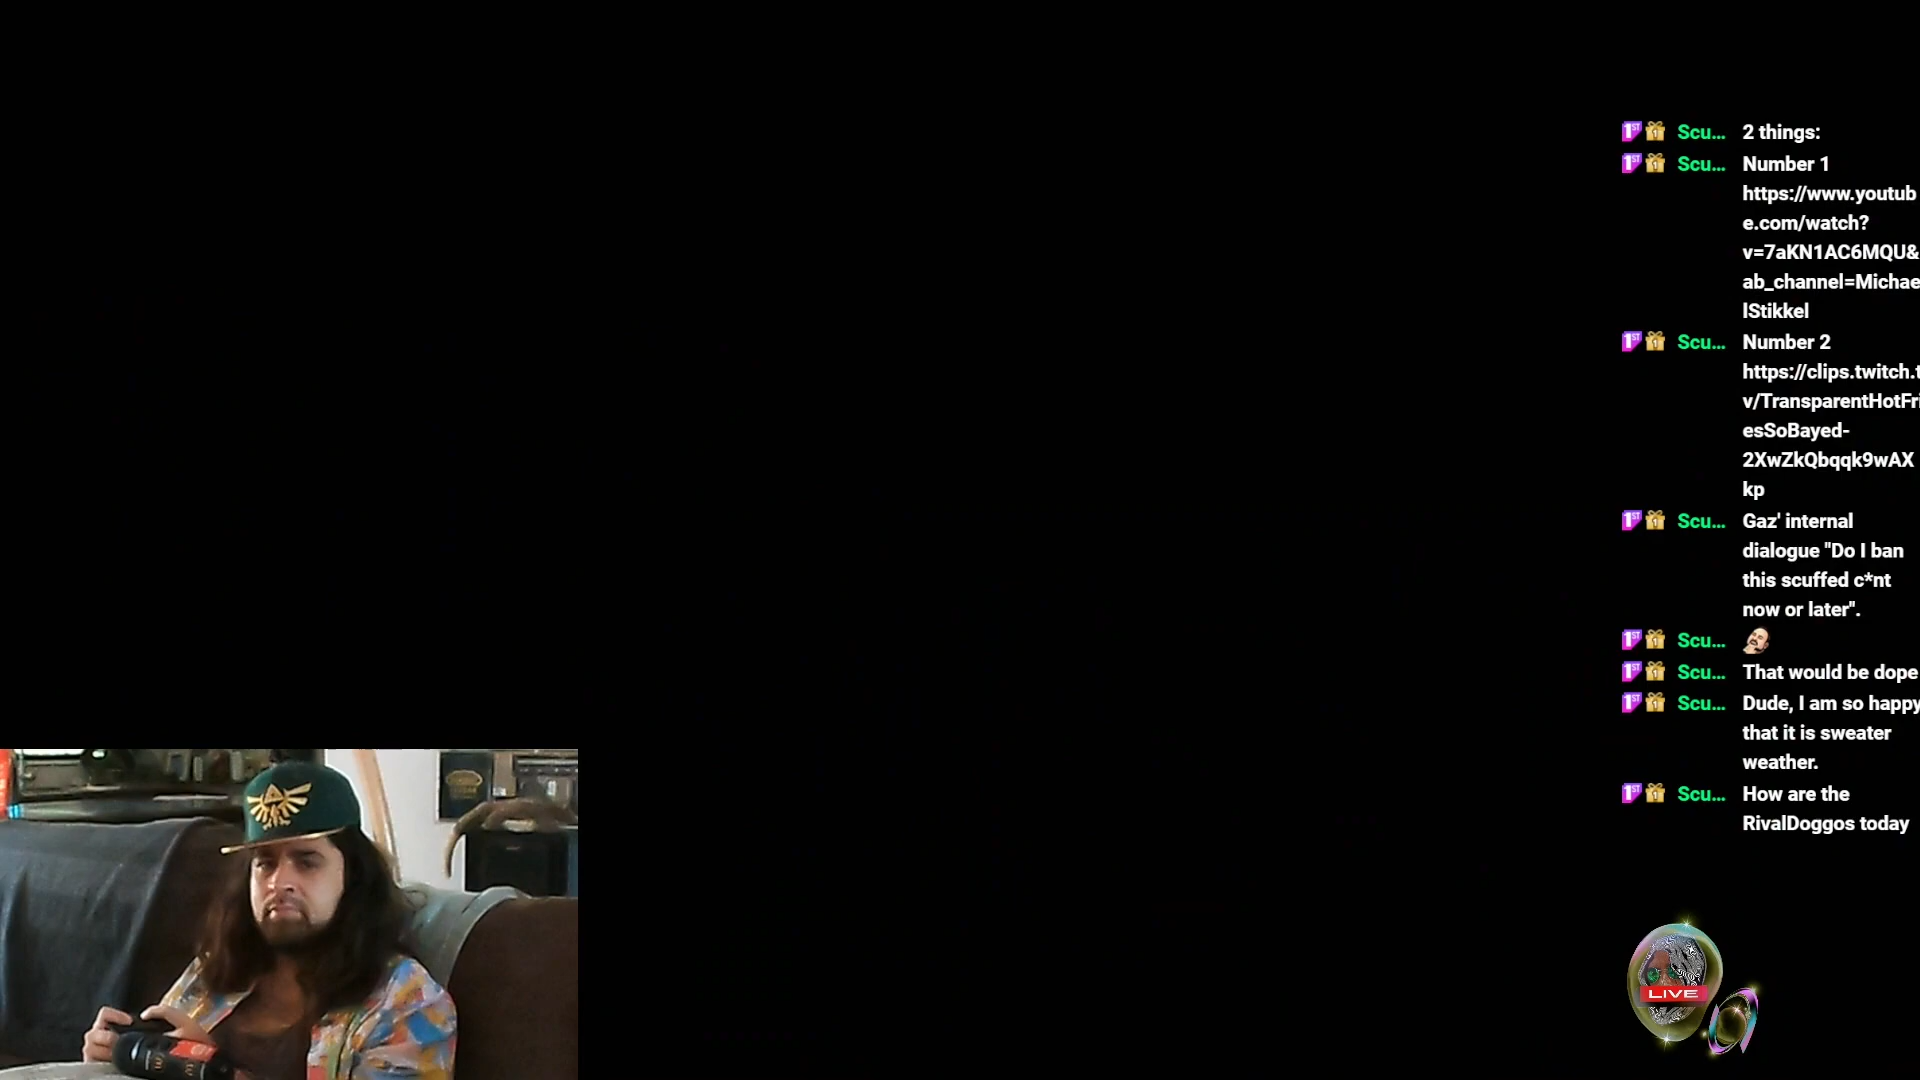 Scu... 2 things:
Scu... Number 1
https://www.youtub
e.com/watch?
v=7aKN1AC6MQU&
ab_channel=Michae
lStikkel
Scu... Number 2
https://clips.twitch.t
v/TransparentHotFri
esSoBayed-
2XwZkQbqqk9wAX
kp
Scu... Gaz' internal
dialogue "Do I ban
this scuffed c*nt
now or later".
Scu...
Scu... That would be dope
Scu... Dude, I am so happy
that it is sweater
weather.
Scu... How are the
RivalDoggos today
LIVE